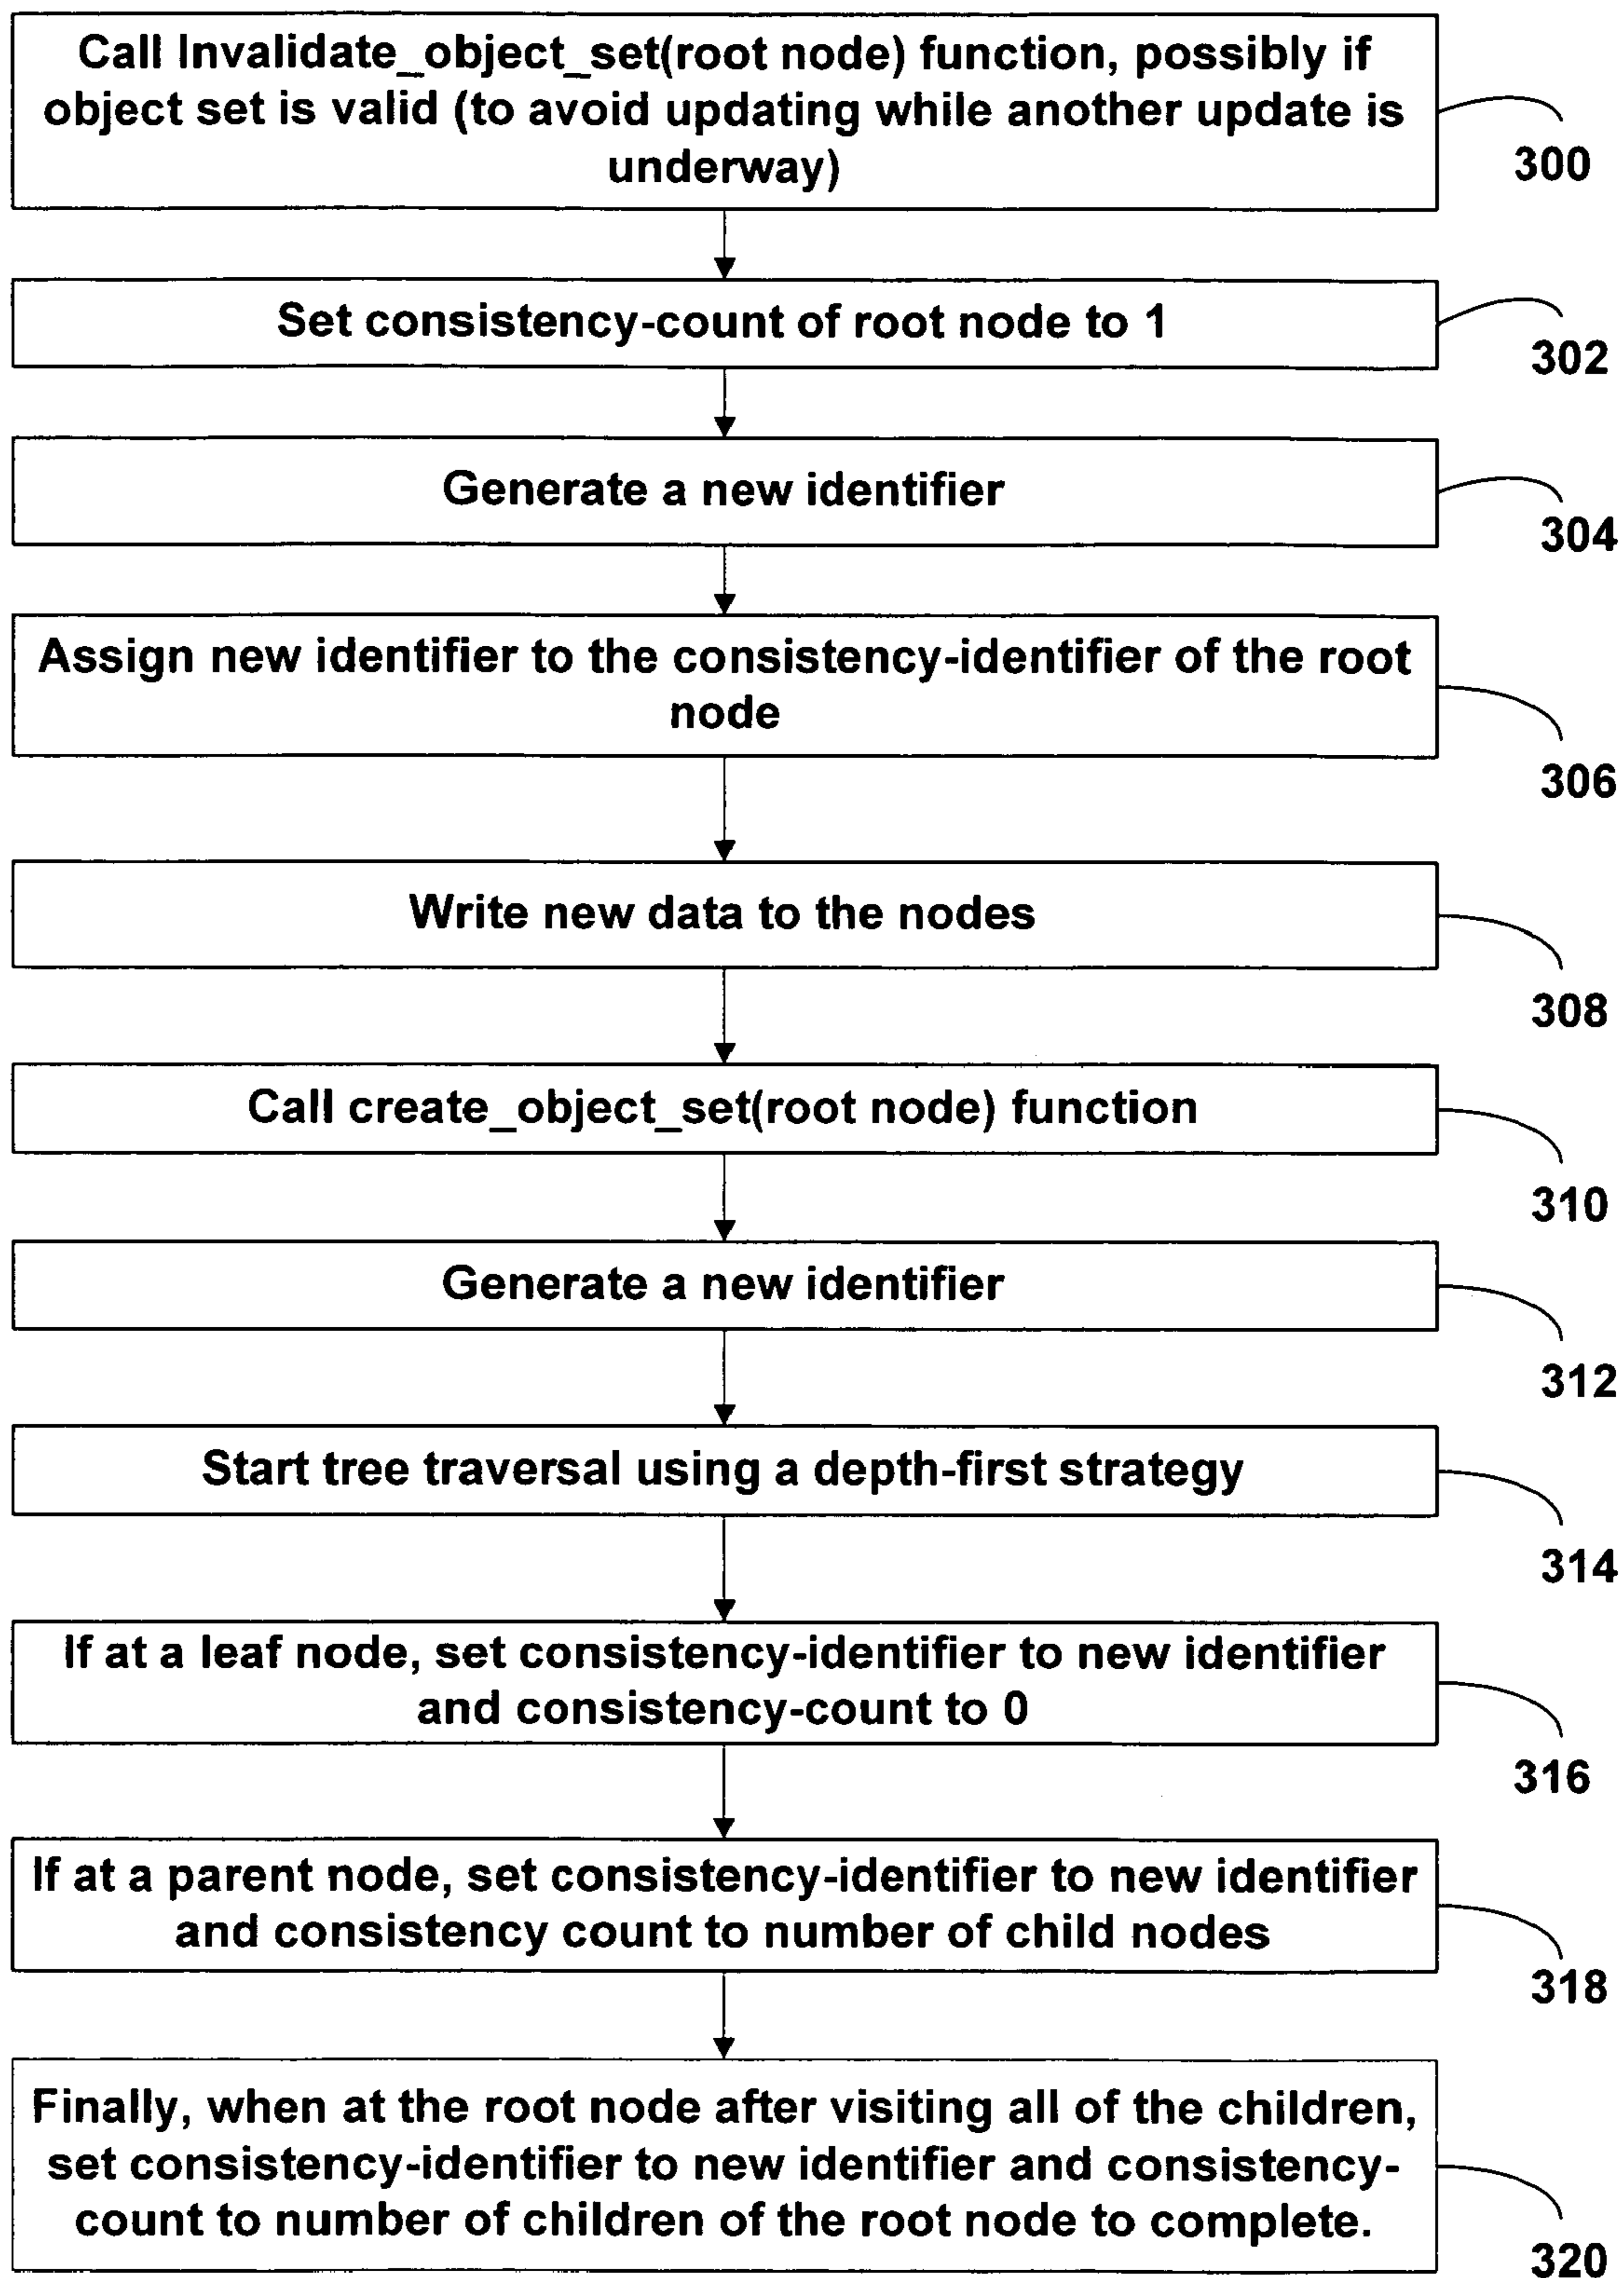 Call Invalidate_object_set(root node) function, possibly if
object set is valid (to avoid updating while another update is
underway)
300
Set consistency-count of root node to 1
302
Generate a new identifier
304
Assign new identifier to the consistency-identifier of the root
node
306
Write new data to the nodes
308
Call create_object_set(root node) function
310
Generate a new identifier
312
Start tree traversal using a depth-first strategy
314
If at a leaf node, set consistency-identifier to new identifier
and consistency-count to 0
316
If at a parent node, set consistency-identifier to new identifier
and consistency count to number of child nodes
318
Finally, when at the root node after visiting all of the children,
set consistency-identifier to new identifier and consistency-
count to number of children of the root node to complete.
320